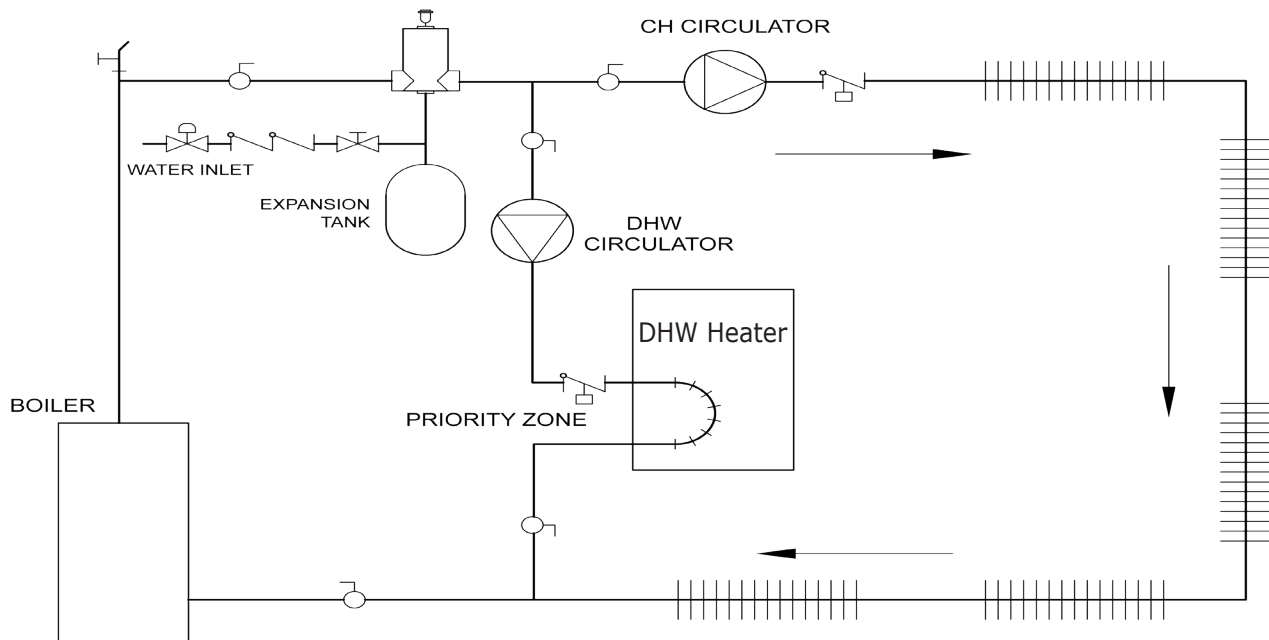 CH CIRCULATOR
WATER INLET
EXPANSION
TANK
DHW
CIRCULATOR
DHW Heater
BOILER
PRIORITY ZONE